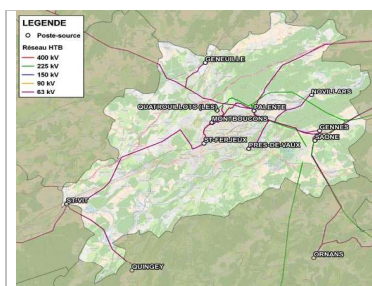 LEGENDE
Poste-source
Réseau HTB
400 kV
225 kV
150 kV
90 kV
63 kV
GENEUILLE
NOVILLARS
QUATROUILLOTS (LES)
PALENTE
MONTBOUCONS
GENNES
SAONE
ST-FERJEUX
PRES-DE-VAUX
ST-VIT
QUINGEY
ORNANS